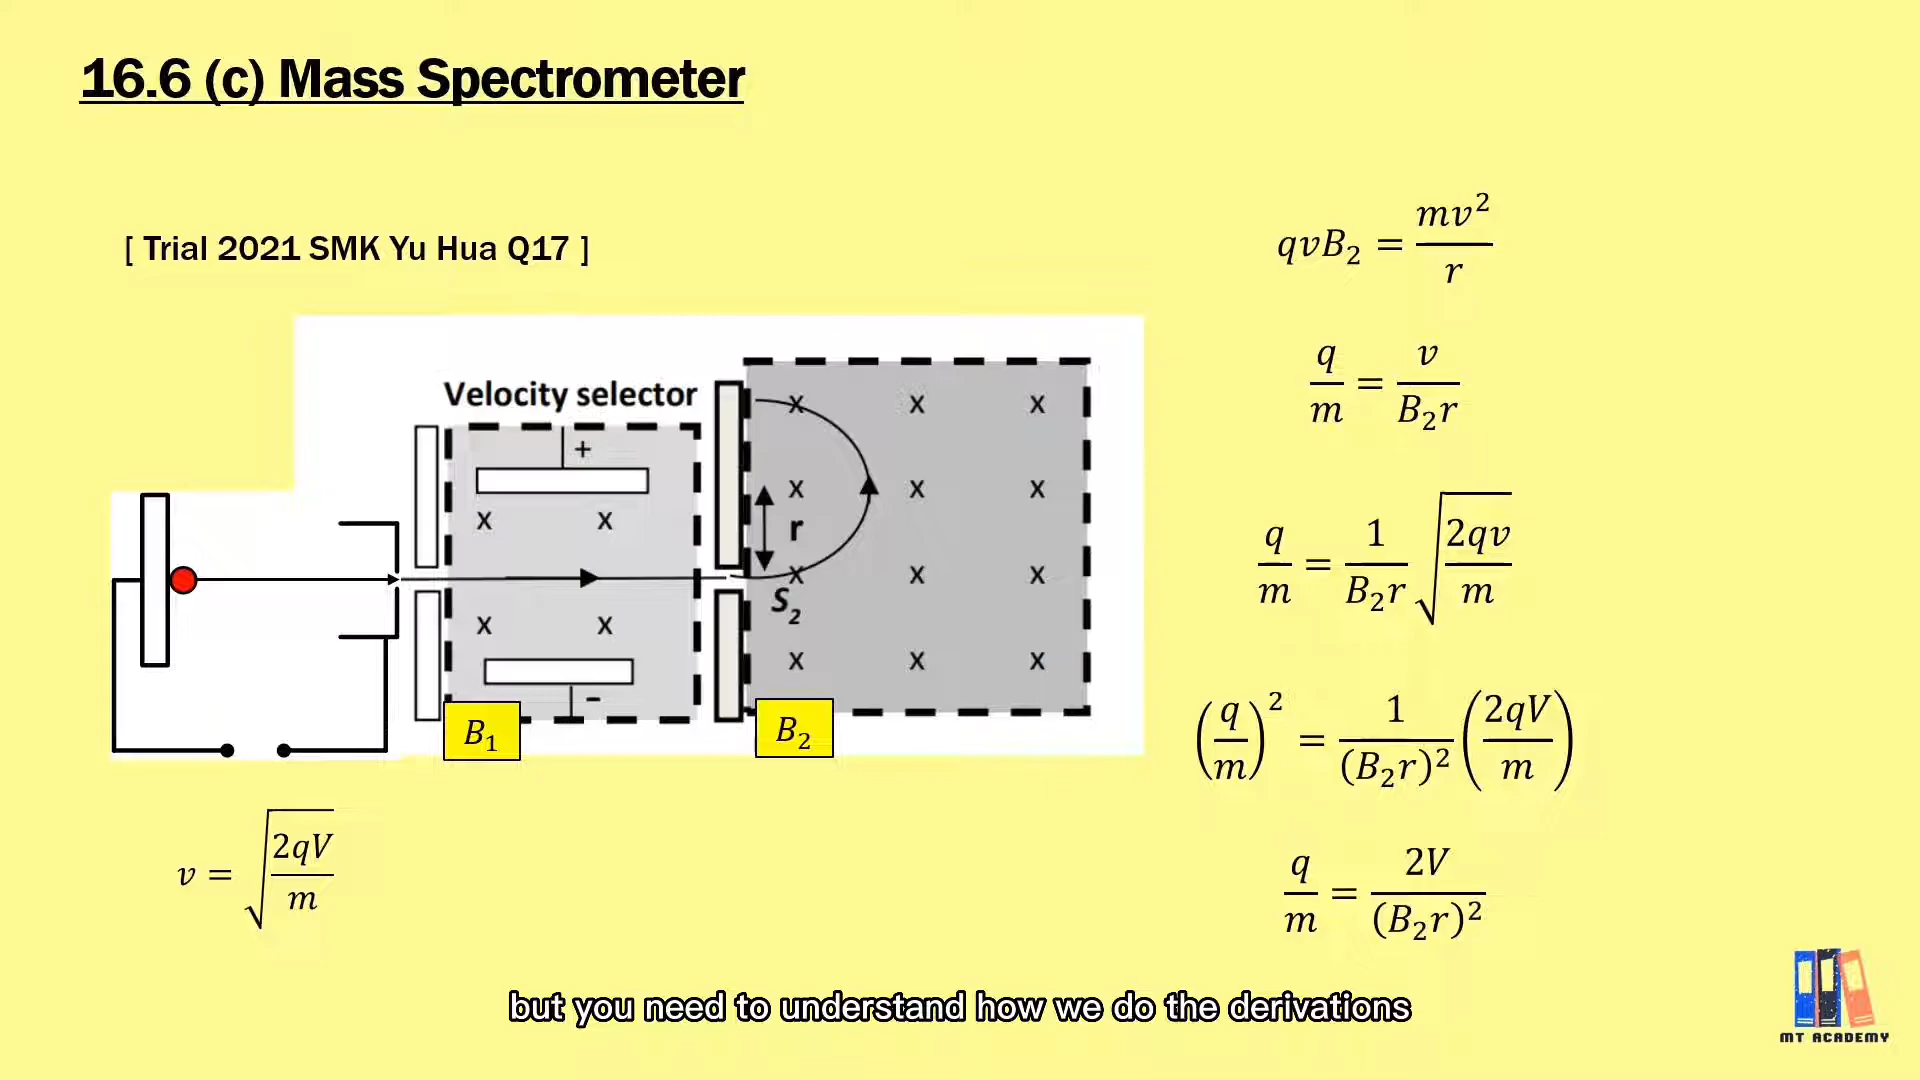 16.6 (c) Mass Spectrometer
[ Trial 2021 SMK Yu Hua Q17 ]
Velocity selector
+
x x
x x
-
B₁
x x x
x x x
r
x x x
S₂
x x x
B₂
v = √(2qV/m)
qvB₂ = mv²/r
q/m = v/(B₂r)
q/m = 1/(B₂r) √(2qv/m)
(q/m)² = 1/(B₂r)² (2qV/m)
q/m = 2V/(B₂r)²
but you need to understand how we do the derivations
MT ACADEMY